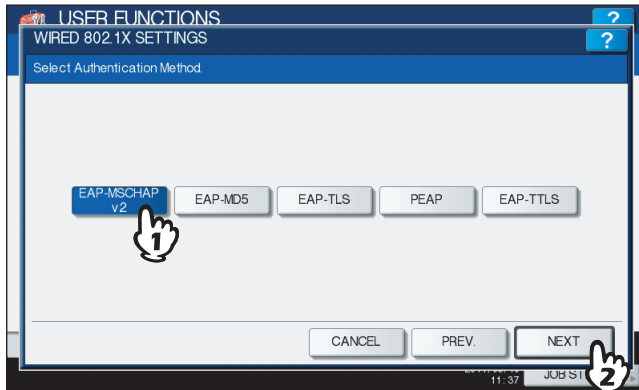 USER FUNCTIONS
?
WIRED 802.1X SETTINGS
?
Select Authentication Method.
EAP-MSCHAP
v2
EAP-MD5
EAP-TLS
PEAP
EAP-TTLS
1
CANCEL
PREV.
NEXT
2
11:37
JOB ST